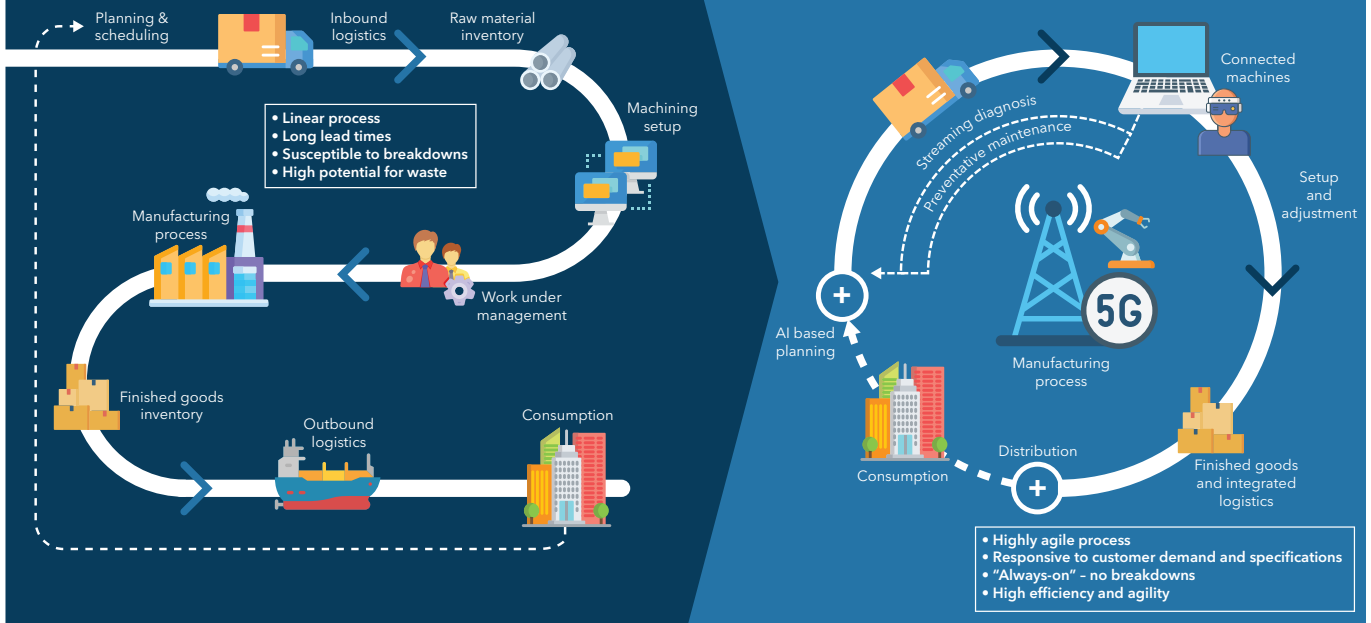 Planning &
scheduling
Inbound
logistics
Raw material
inventory
Machining
setup
• Linear process
• Long lead times
• Susceptible to breakdowns
• High potential for waste
Manufacturing
process
Work under
management
Finished goods
inventory
Outbound
logistics
Consumption
Connected
machines
Streaming diagnosis
Preventative maintenance
Setup
and
adjustment
5G
Manufacturing
process
AI based
planning
Consumption
Distribution
Finished goods
and integrated
logistics
• Highly agile process
• Responsive to customer demand and specifications
• “Always-on” – no breakdowns
• High efficiency and agility